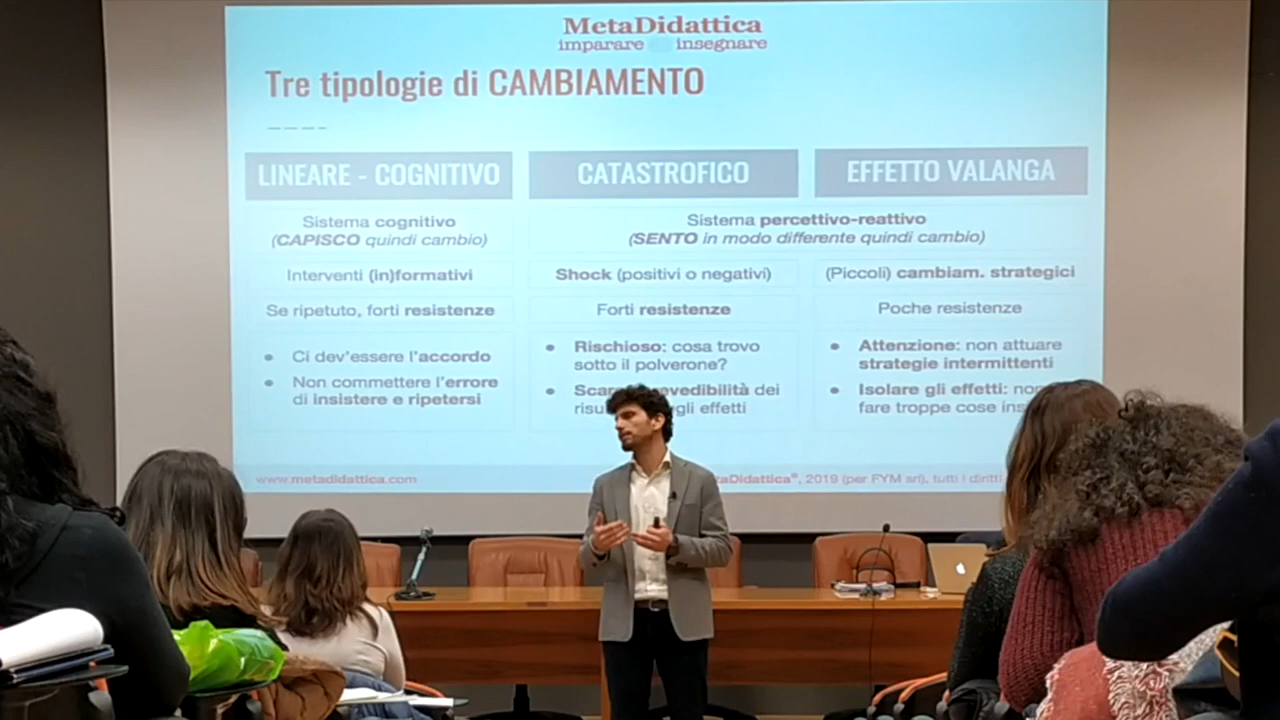 MetaDidattica
imparare insegnare
Tre tipologie di CAMBIAMENTO
LINEARE - COGNITIVO
CATASTROFICO
EFFETTO VALANGA
Sistema cognitivo
(CAPISCO quindi cambio)
Sistema percettivo-reattivo
(SENTO in modo differente quindi cambio)
Interventi (in)formativi
Shock (positivi o negativi)
(Piccoli) cambiam. strategici
Se ripetuto, forti resistenze
Forti resistenze
Poche resistenze
• Ci dev'essere l'accordo
• Non commettere l'errore
di insistere e ripetersi
• Rischioso: cosa trovo
sotto il polverone?
dei
effetti
• Attenzione: non attuare
strategie intermittenti
• Isolare gli effetti:
fare troppe cose
www.metadidattica.com
2019 (per FYM srl), tutti i diritti